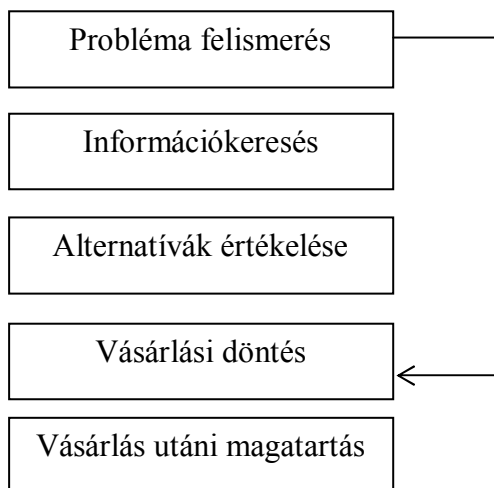 Probléma felismerés
Információkeresés
Alternatívák értékelése
Vásárlási döntés
Vásárlás utáni magatartás